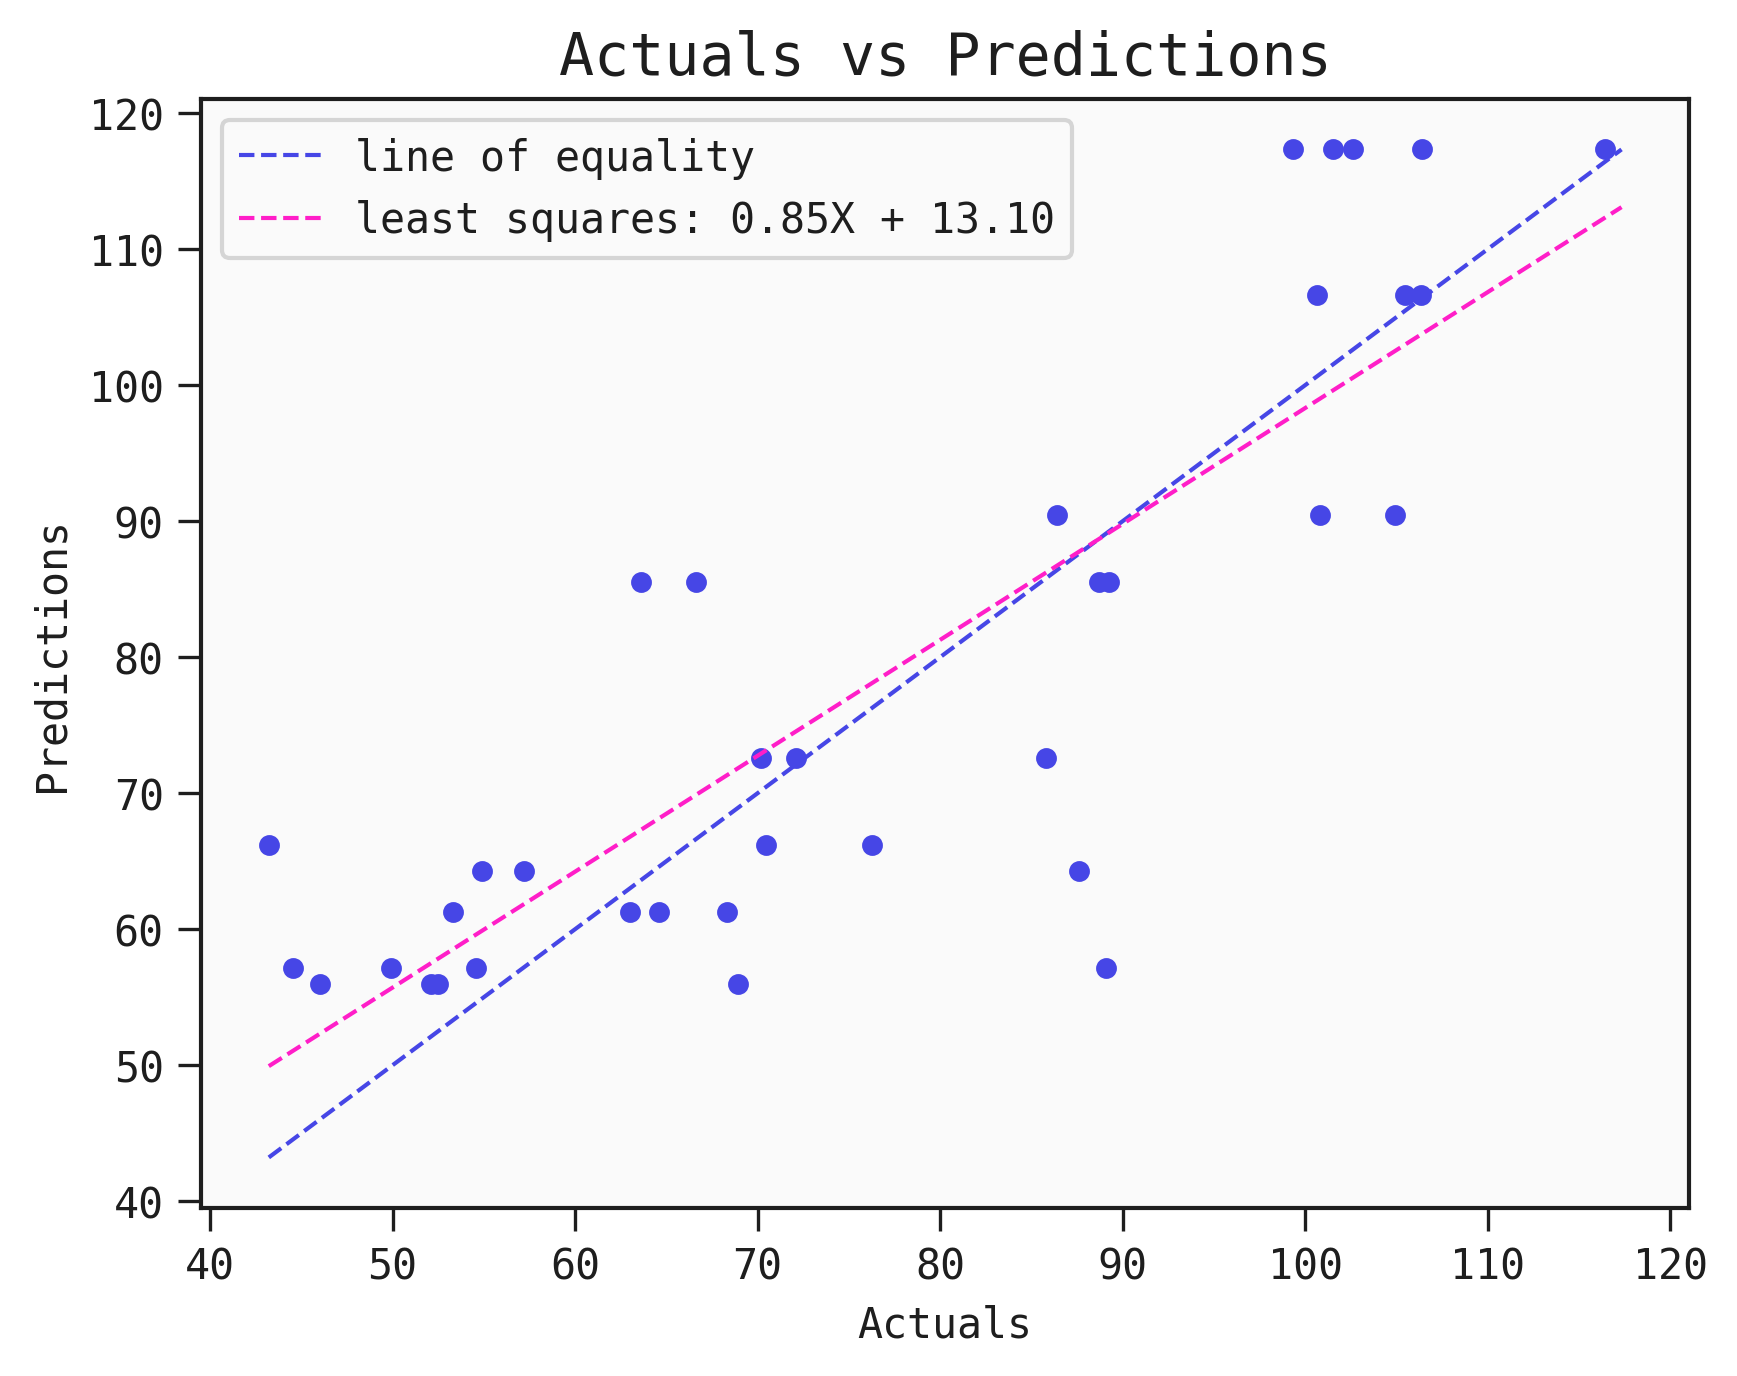 Actuals vs Predictions
line of equality
least squares: 0.85X + 13.10
120
110
100
90
80
70
60
50
40
Predictions
40 50 60 70 80 90 100 110 120
Actuals